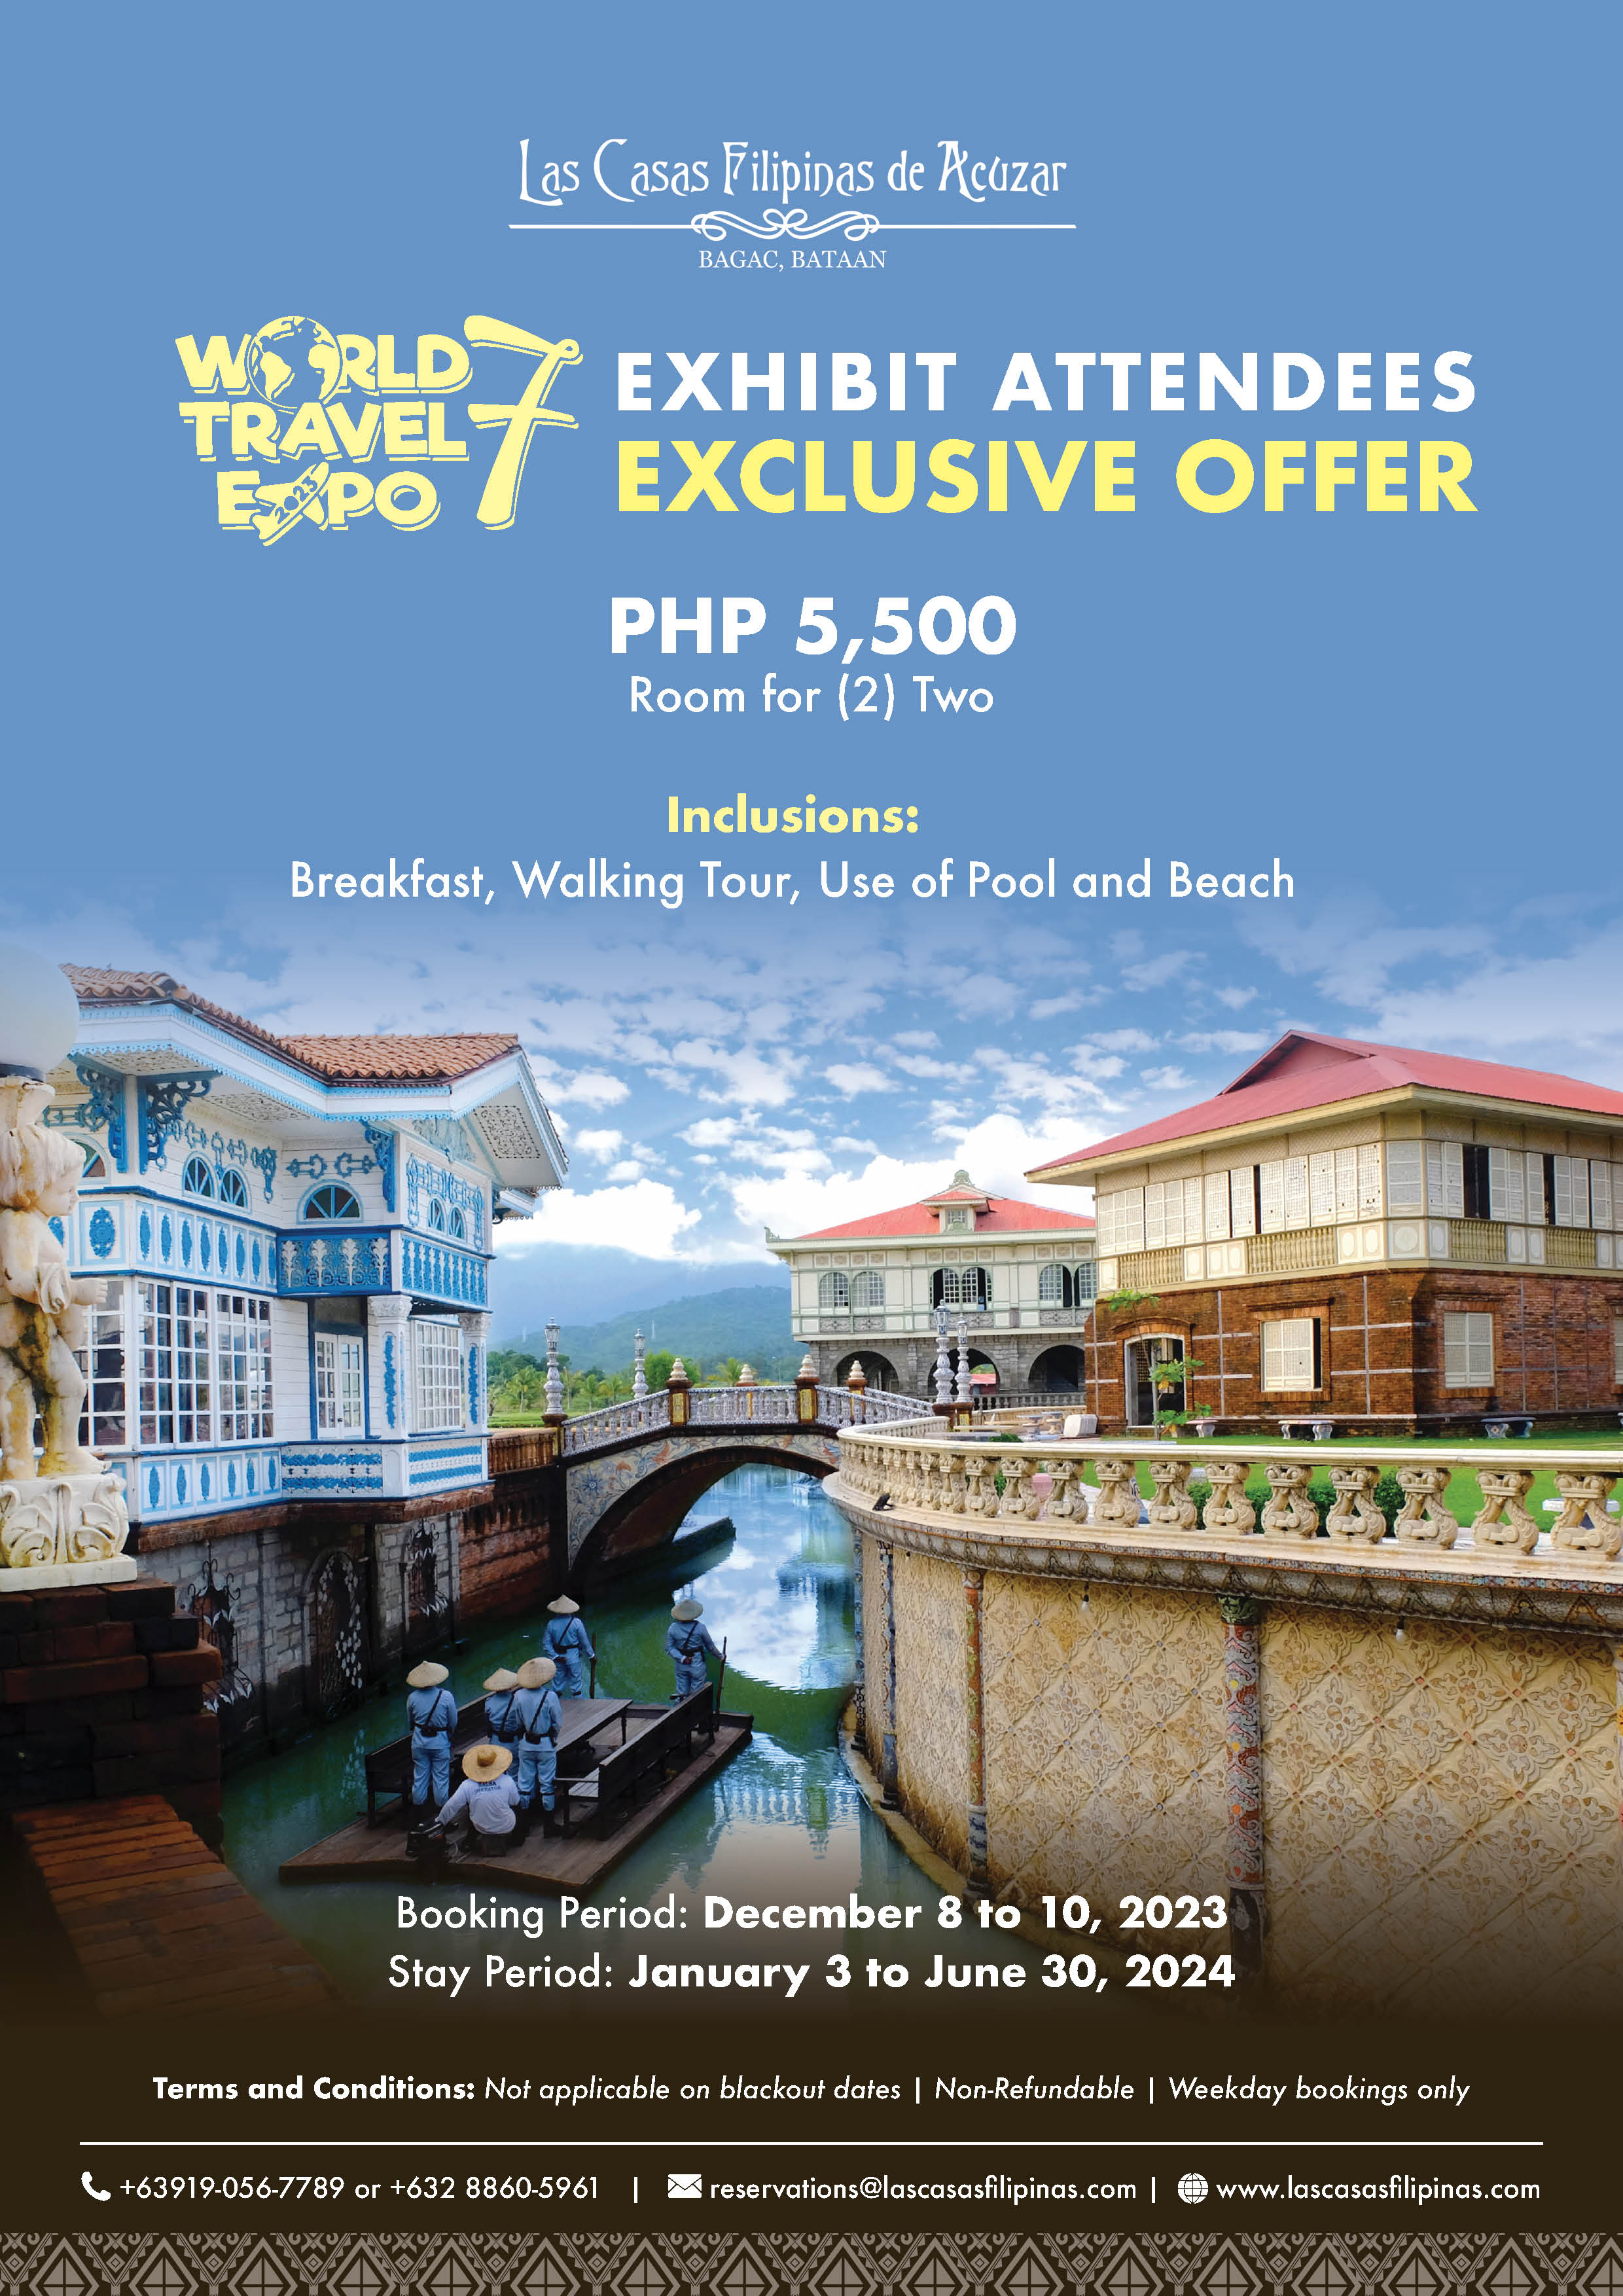 Las Casas Filipinas de Acuzar
BAGAC, BATAAN
WORLD
TRAVEL
EXPO 7
2023
EXHIBIT ATTENDEES
EXCLUSIVE OFFER
PHP 5,500
Room for (2) Two
Inclusions:
Breakfast, Walking Tour, Use of Pool and Beach
Booking Period: December 8 to 10, 2023
Stay Period: January 3 to June 30, 2024
Terms and Conditions: Not applicable on blackout dates | Non-Refundable | Weekday bookings only
+63919-056-7789 or +632 8860-5961 | reservations@lascasasfilipinas.com | www.lascasasfilipinas.com